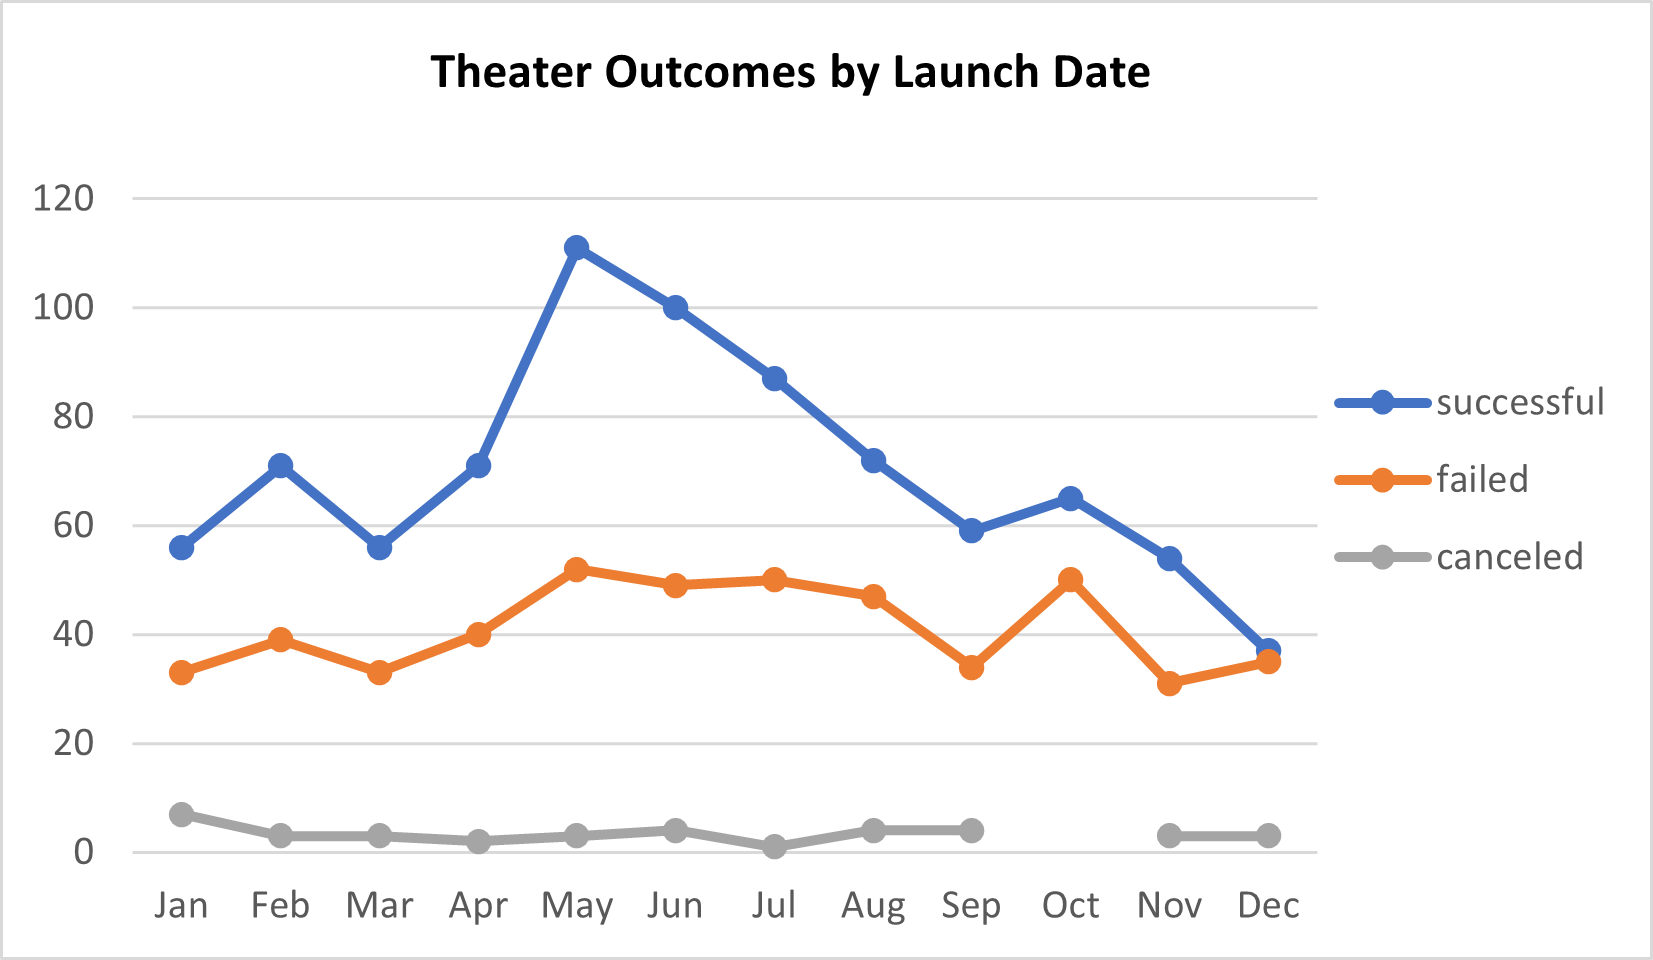 Theater Outcomes by Launch Date
120
100
80
60
40
20
0
Jan Feb Mar Apr May Jun Jul Aug Sep Oct Nov Dec
successful
failed
canceled